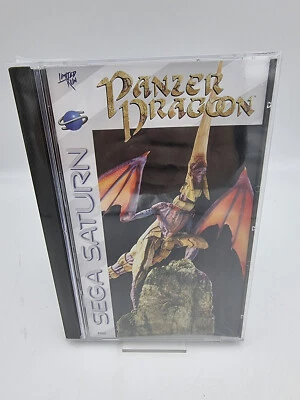 LIMITED
RUN
PANZER
DRAGOON
SEGA SATURN